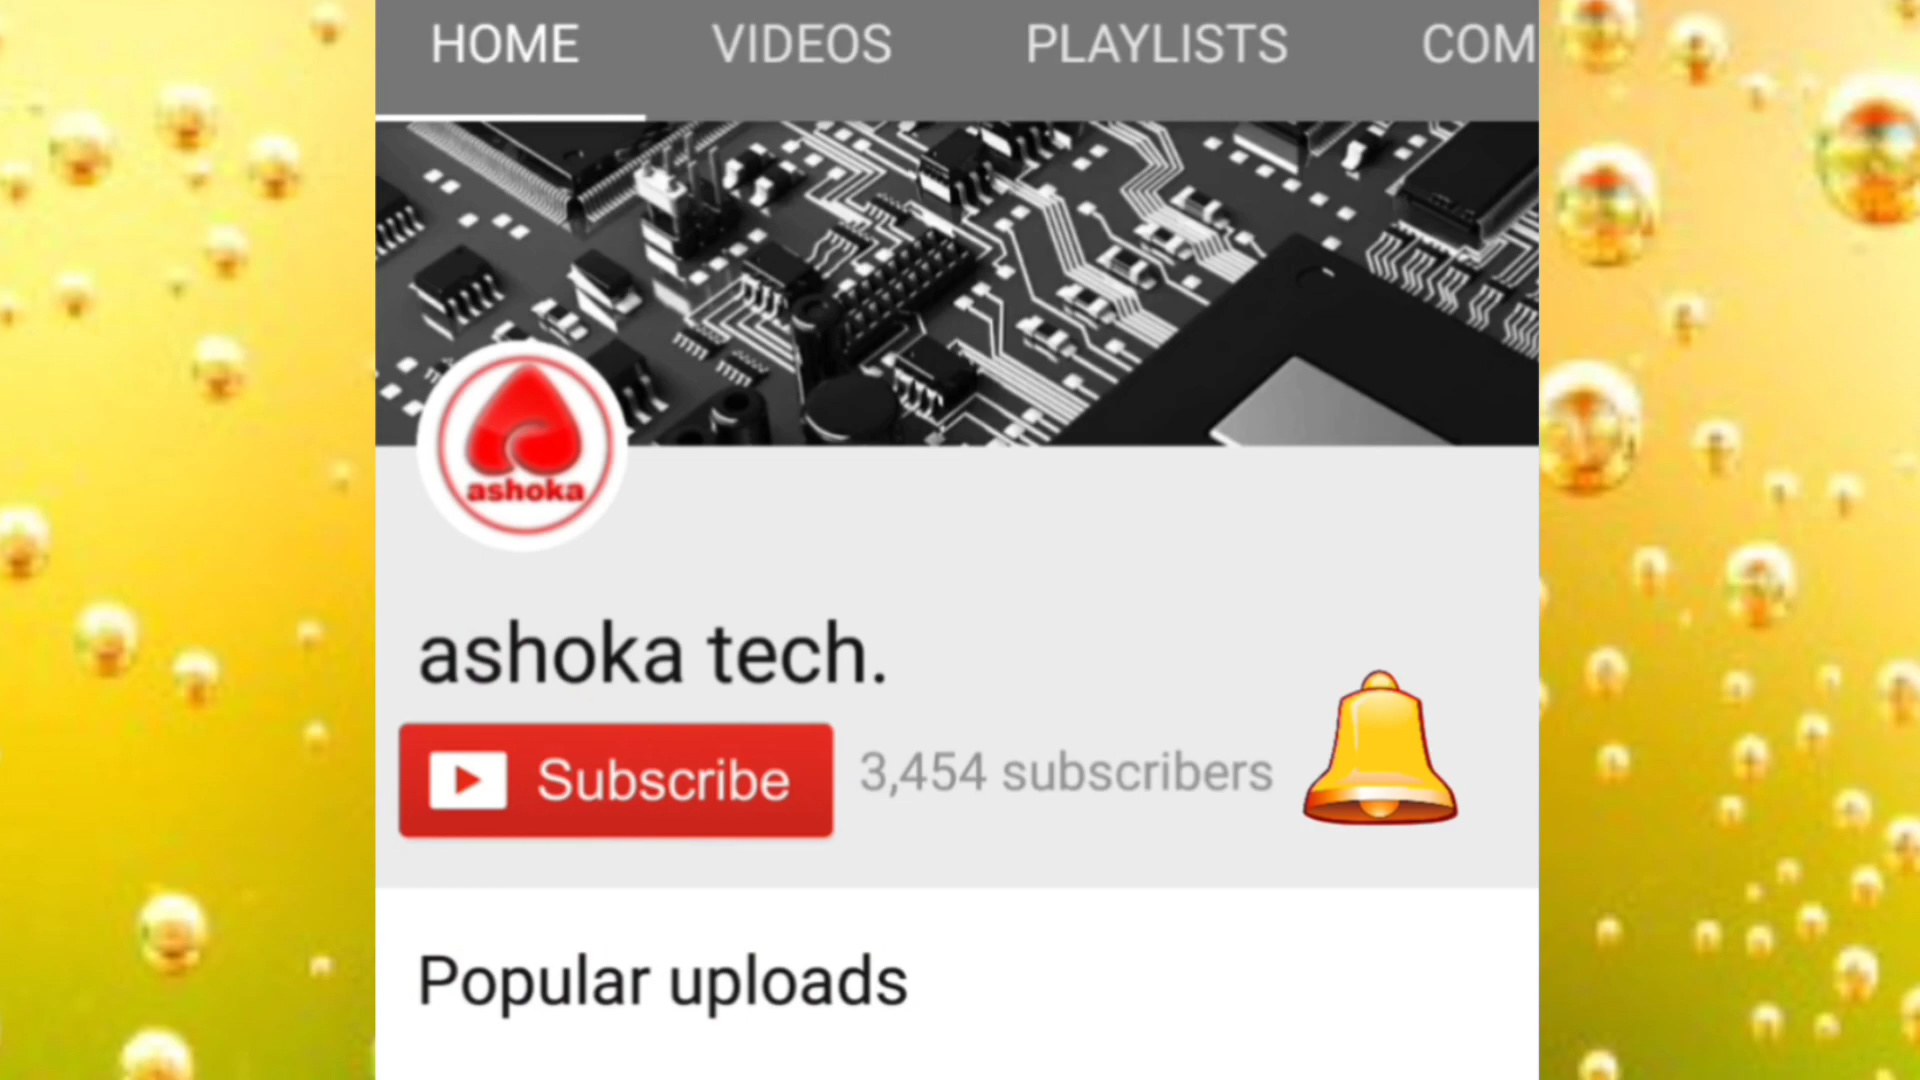 HOME VIDEOS PLAYLISTS COM
ashoka
ashoka tech.
Subscribe 3,454 subscribers
Popular uploads